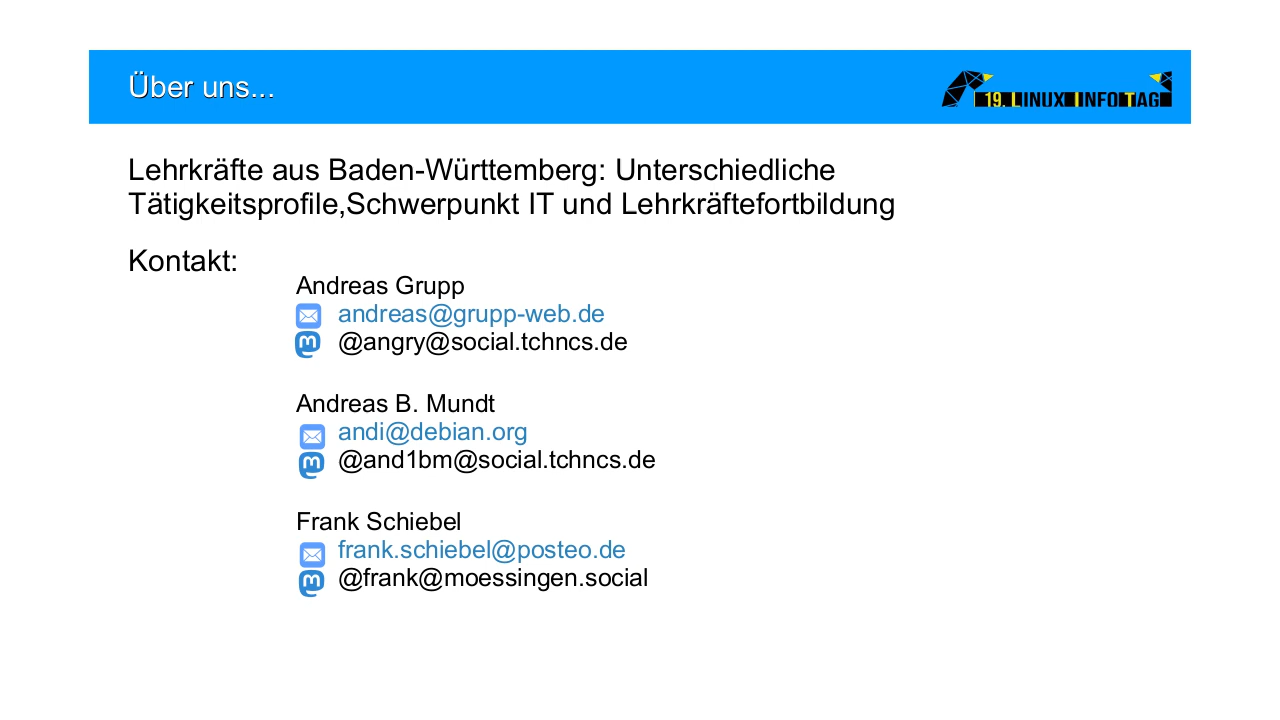 Über uns...
19. LINUX INFO TAG
Lehrkräfte aus Baden-Württemberg: Unterschiedliche
Tätigkeitsprofile,Schwerpunkt IT und Lehrkräftefortbildung
Kontakt:
Andreas Grupp
andreas@grupp-web.de
@angry@social.tchncs.de
Andreas B. Mundt
andi@debian.org
@and1bm@social.tchncs.de
Frank Schiebel
frank.schiebel@posteo.de
@frank@moessingen.social